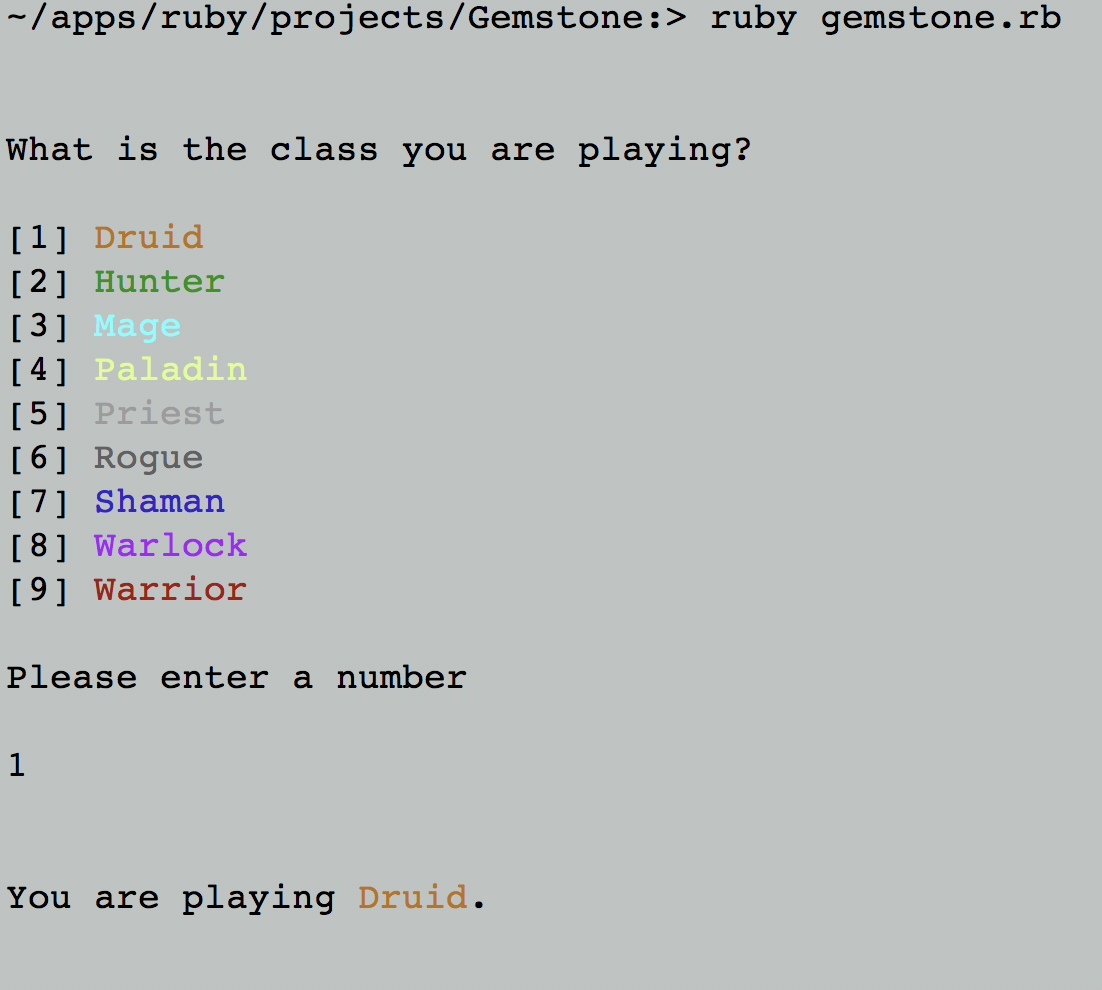 ~/apps/ruby/projects/Gemstone:> ruby gemstone.rb
What is the class you are playing?
[1] Druid
[2] Hunter
[3] Mage
[4] Paladin
[5] Priest
[6] Rogue
[7] Shaman
[8] Warlock
[9] Warrior
Please enter a number
1
You are playing Druid.